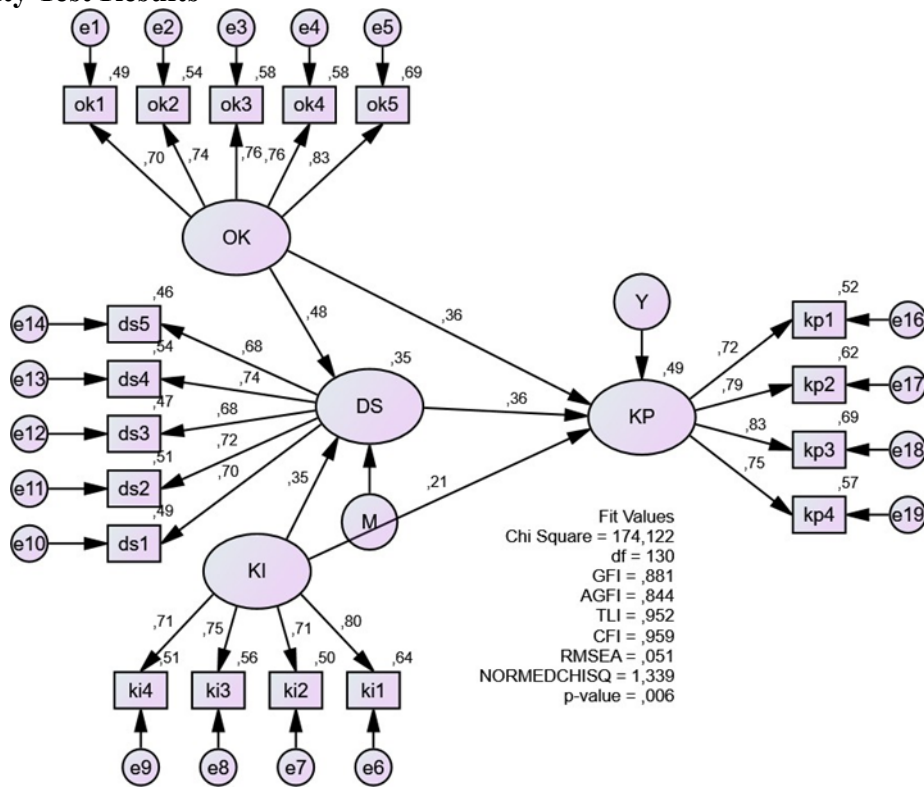 ty Test Results
e1 e2 e3 e4 e5
,49 ,54 ,58 ,58 ,69
ok1 ok2 ok3 ok4 ok5
,70 ,74 ,76 ,76 ,83
OK
,48 ,36
Y
,46 ,52
e14 ds5 kp1 e16
,68 ,72
,54 ,35 ,49 ,62
e13 ds4 ,74 kp2 e17
,79
DS ,36 KP
,47 ,69
e12 ds3 ,68 ,83 kp3 e18
,51 ,72 ,75 ,57
e11 ds2 ,70 ,35 ,21
,49 M kp4 e19
e10 ds1
KI
Fit Values
Chi Square = 174,122
df = 130
GFI = ,881
AGFI = ,844
TLI = ,952
CFI = ,959
RMSEA = ,051
NORMEDCHISQ = 1,339
p-value = ,006
,71 ,75 ,71 ,80
,51 ,56 ,50 ,64
ki4 ki3 ki2 ki1
e9 e8 e7 e6